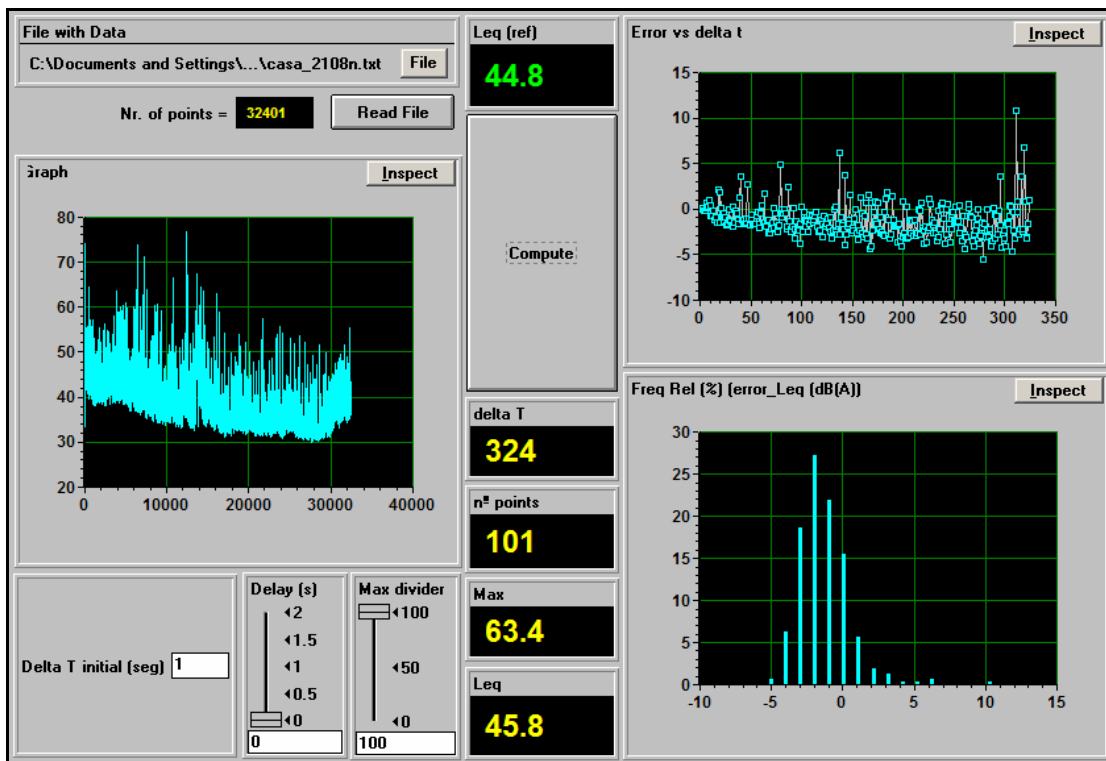 File with Data
C:\Documents and Settings\...\casa_2108n.txt
File
Nr. of points =
32401
Read File
Graph
Inspect
80
70
60
50
40
30
20
0
10000
20000
30000
40000
Delta T initial (seg)
1
Delay (s)
2
1.5
1
0.5
0
0
Max divider
100
50
0
100
Leq (ref)
44.8
Compute
delta T
324
nº points
101
Max
63.4
Leq
45.8
Error vs delta t
Inspect
15
10
5
0
-5
-10
0
50
100
150
200
250
300
350
Freq Rel (%) (error_Leq (dB(A))
Inspect
30
25
20
15
10
5
0
-10
-5
0
5
10
15